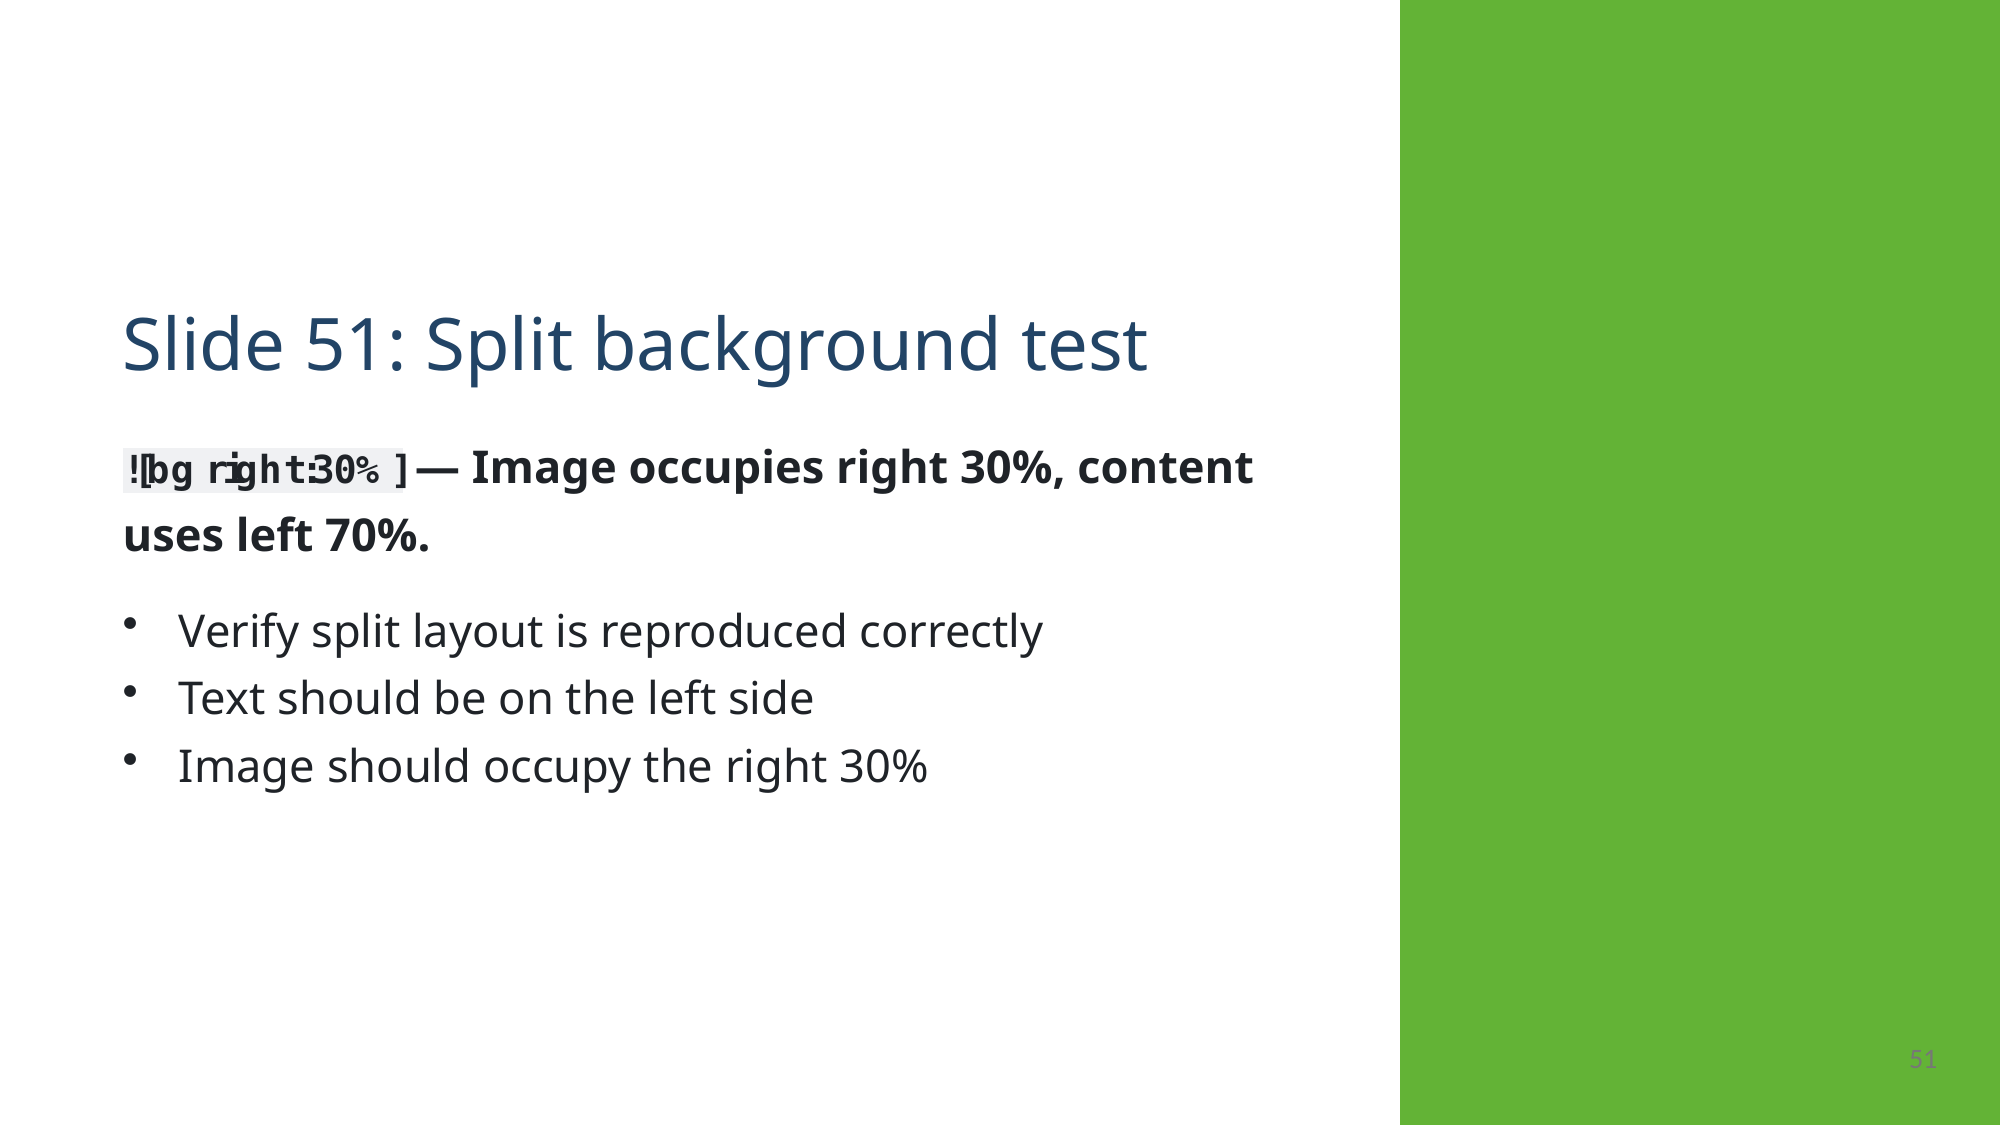 Slide 51: Split background test
![bg right:30% ] — Image occupies right 30%, content
uses left 70%.
• Verify split layout is reproduced correctly
• Text should be on the left side
• Image should occupy the right 30%
51